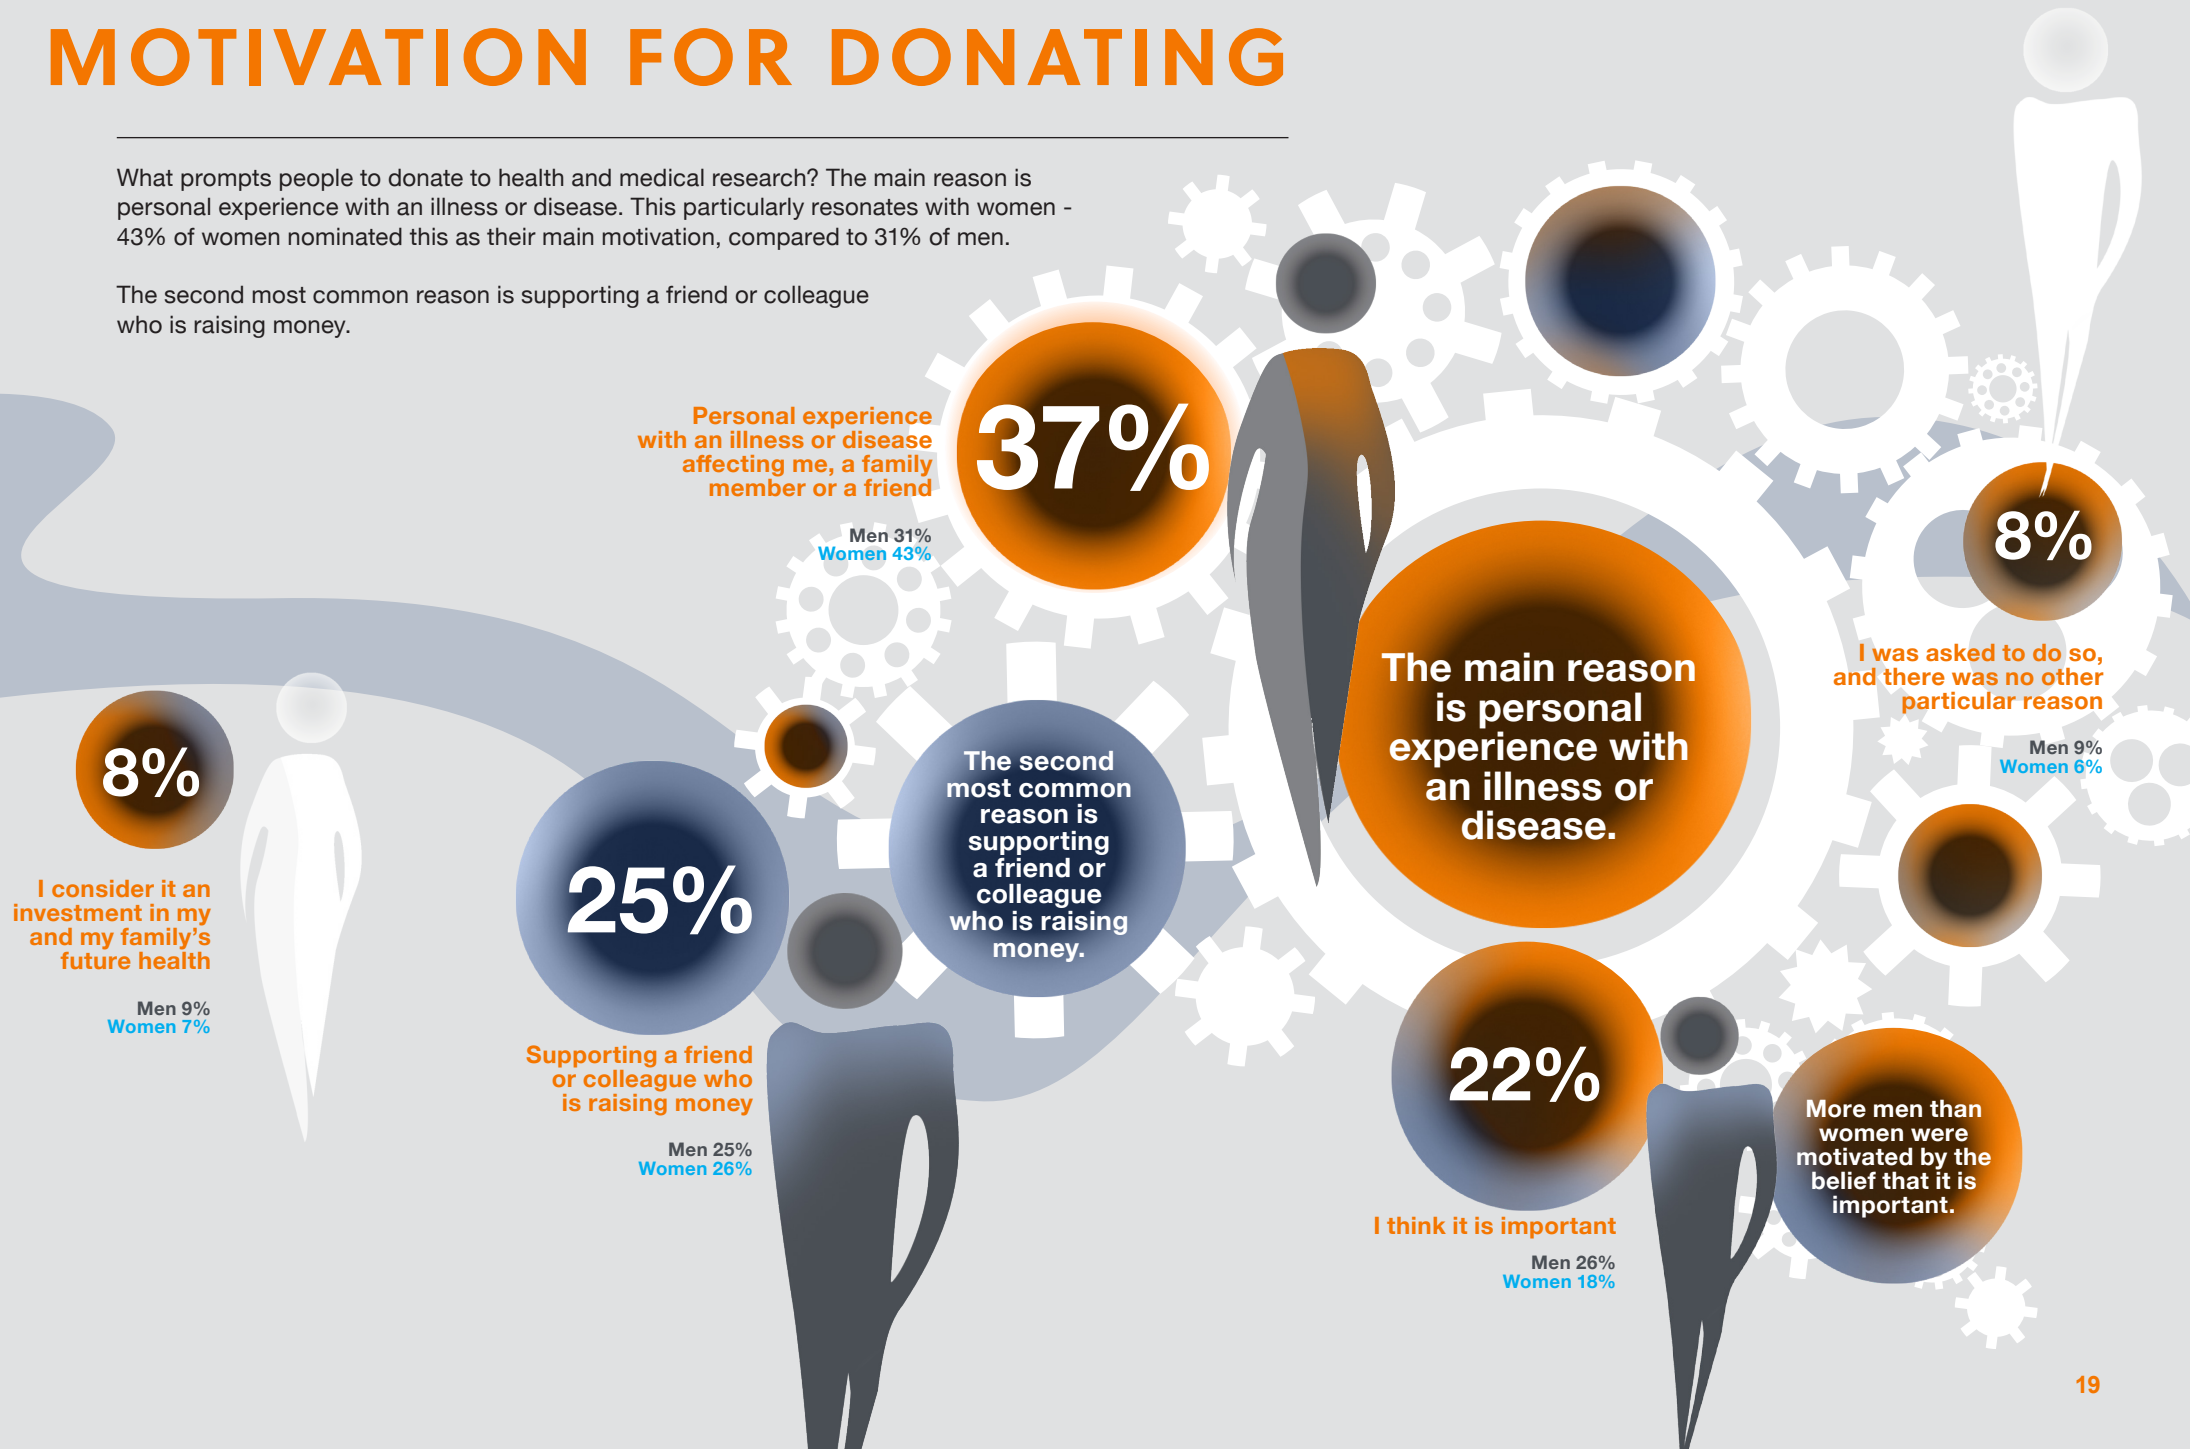 MOTIVATION FOR DONATING
What prompts people to donate to health and medical research? The main reason is
personal experience with an illness or disease. This particularly resonates with women -
43% of women nominated this as their main motivation, compared to 31% of men.
The second most common reason is supporting a friend or colleague
who is raising money.
Personal experience
with an illness or disease
affecting me, a family
member or a friend
Men 31%
Women 43%
37%
The main reason
is personal
experience with
an illness or
disease.
8%
I was asked to do so,
and there was no other
particular reason
Men 9%
Women 6%
8%
I consider it an
investment in my
and my family's
future health
Men 9%
Women 7%
25%
Supporting a friend
or colleague who
is raising money
Men 25%
Women 26%
The second
most common
reason is
supporting
a friend or
colleague
who is raising
money.
22%
I think it is important
Men 26%
Women 18%
More men than
women were
motivated by the
belief that it is
important.
19